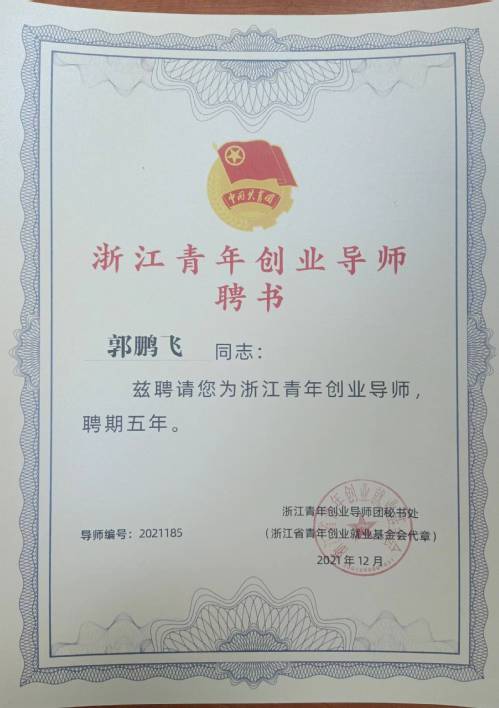 中国共青团
浙江青年创业导师
聘书
郭鹏飞 同志：
兹聘请您为浙江青年创业导师，
聘期五年。
浙江青年创业导师团秘书处
导师编号：2021185
（浙江省青年创业就业基金会代章）
2021年12月